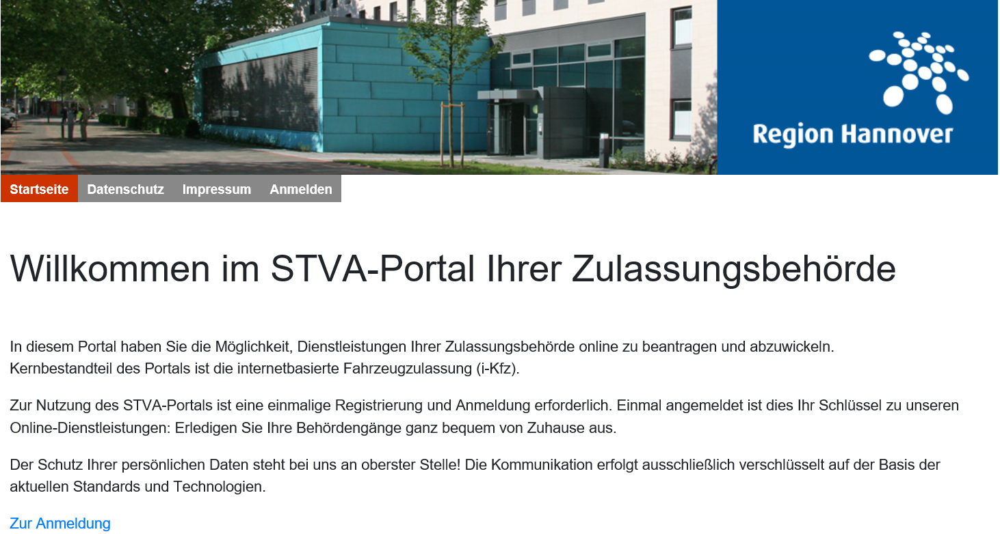 Region Hannover
Startseite Datenschutz Impressum Anmelden
Willkommen im STVA-Portal Ihrer Zulassungsbehörde
In diesem Portal haben Sie die Möglichkeit, Dienstleistungen Ihrer Zulassungsbehörde online zu beantragen und abzuwickeln.
Kernbestandteil des Portals ist die internetbasierte Fahrzeugzulassung (i-Kfz).
Zur Nutzung des STVA-Portals ist eine einmalige Registrierung und Anmeldung erforderlich. Einmal angemeldet ist dies Ihr Schlüssel zu unseren
Online-Dienstleistungen: Erledigen Sie Ihre Behördengänge ganz bequem von Zuhause aus.
Der Schutz Ihrer persönlichen Daten steht bei uns an oberster Stelle! Die Kommunikation erfolgt ausschließlich verschlüsselt auf der Basis der
aktuellen Standards und Technologien.
Zur Anmeldung